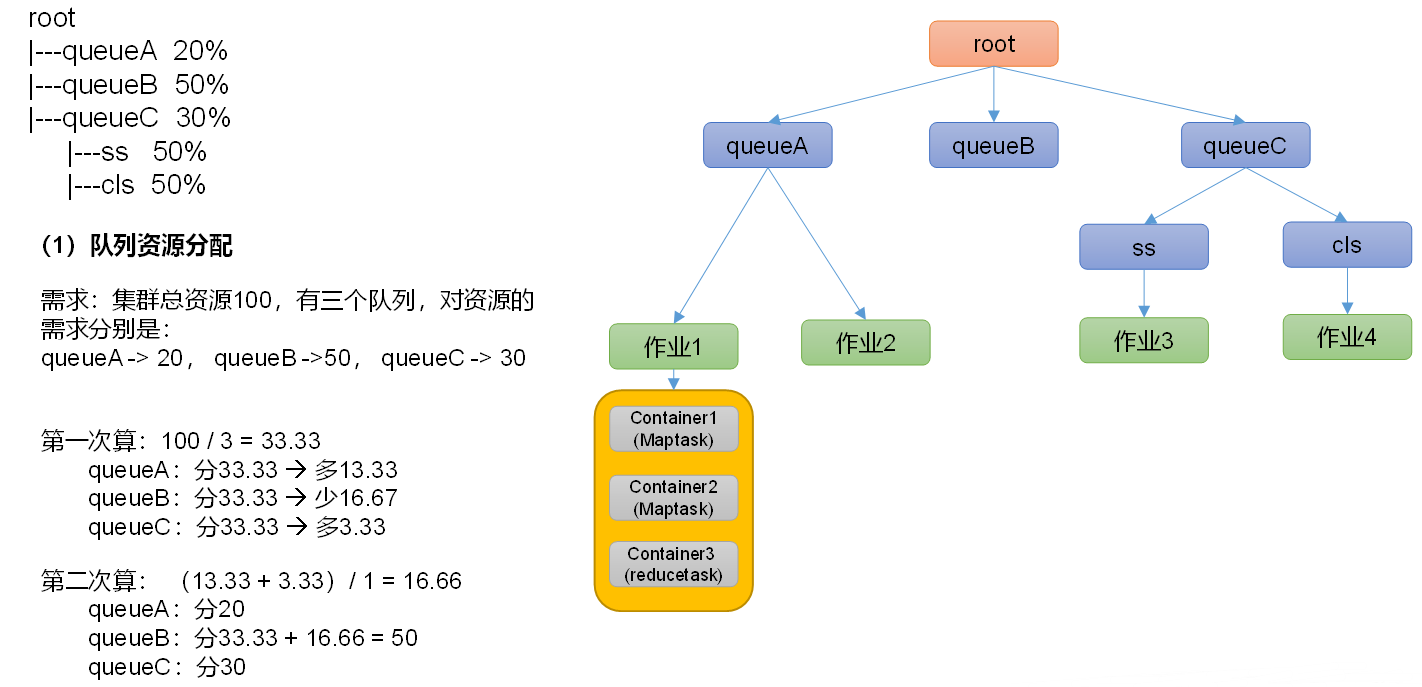 root
|---queueA 20%
|---queueB 50%
|---queueC 30%
|---ss 50%
|---cls 50%
（1）队列资源分配
需求：集群总资源100，有三个队列，对资源的
需求分别是：
queueA -> 20， queueB ->50， queueC -> 30
第一次算：100 / 3 = 33.33
queueA：分33.33 → 多13.33
queueB：分33.33 → 少16.67
queueC：分33.33 → 多3.33
第二次算： （13.33 + 3.33）/ 1 = 16.66
queueA：分20
queueB：分33.33 + 16.66 = 50
queueC：分30
root
queueA
queueB
queueC
ss
cls
作业1
作业2
作业3
作业4
Container1
(Maptask)
Container2
(Maptask)
Container3
(reducetask)